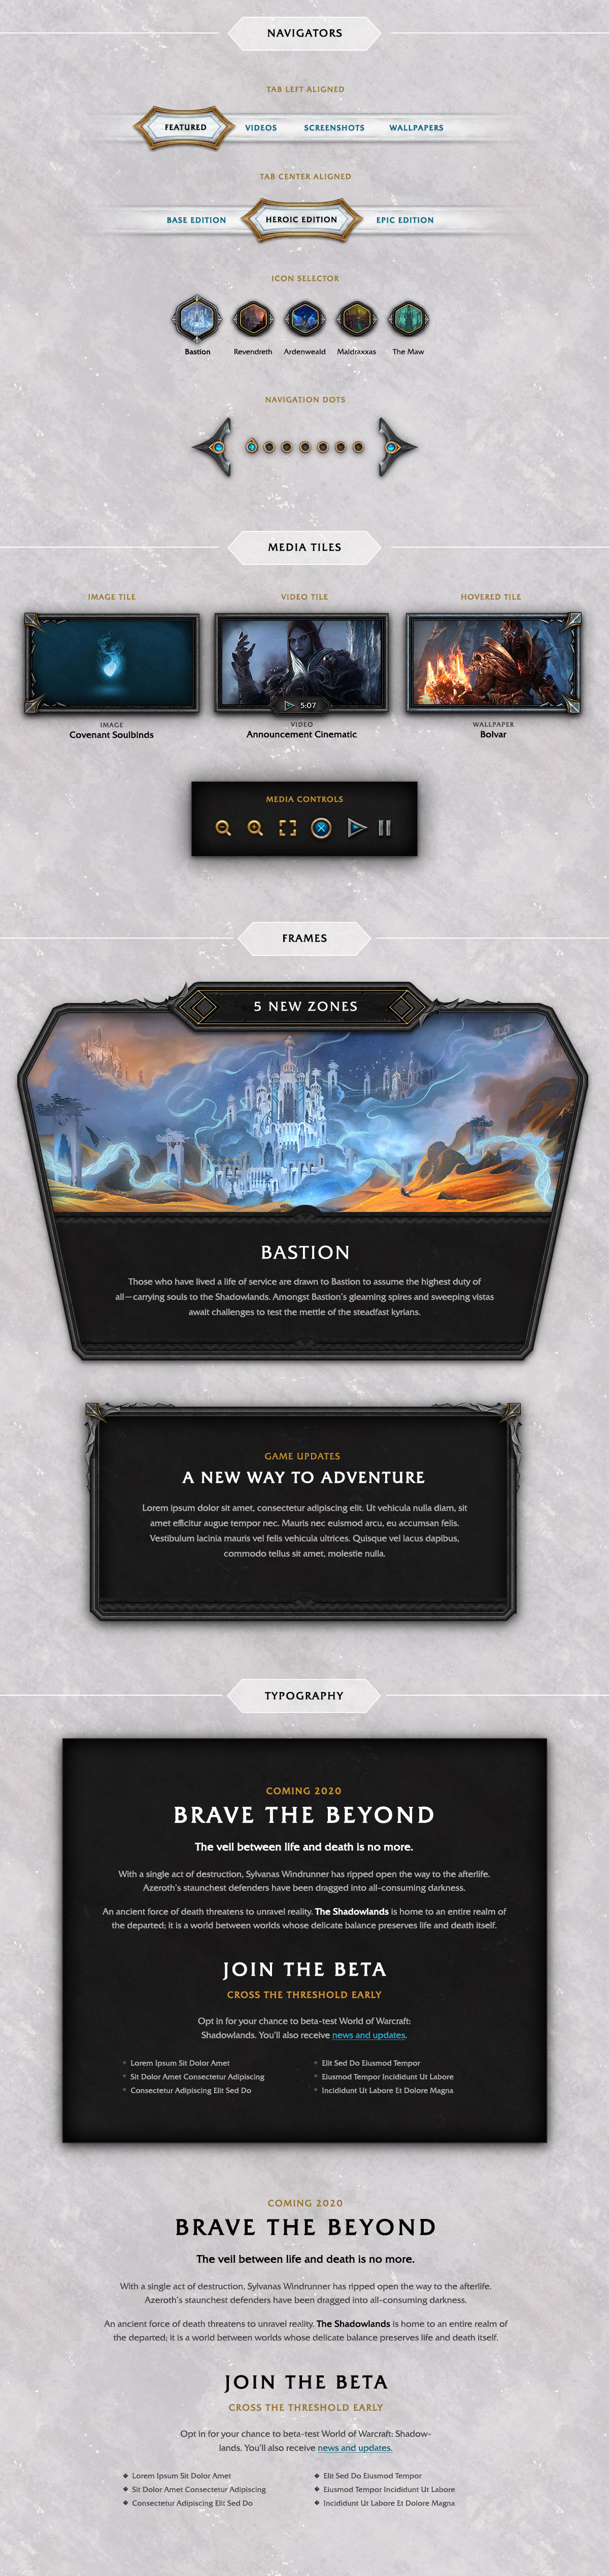 NAVIGATORS
TAB LEFT ALIGNED
FEATURED VIDEOS SCREENSHOTS WALLPAPERS
TAB CENTER ALIGNED
BASE EDITION HEROIC EDITION EPIC EDITION
ICON SELECTOR
Bastion Revendreth Ardenweald Maldraxxas The Maw
NAVIGATION DOTS
MEDIA TILES
IMAGE TILE VIDEO TILE HOVERED TILE
5:07
IMAGE VIDEO WALLPAPER
Covenant Soulbinds Announcement Cinematic Bolvar
MEDIA CONTROLS
FRAMES
5 NEW ZONES
BASTION
Those who have lived a life of service are drawn to Bastion to assume the highest duty of
all—carrying souls to the Shadowlands. Amongst Bastion's gleaming spires and sweeping vistas
await challenges to test the mettle of the steadfast kyrians.
GAME UPDATES
A NEW WAY TO ADVENTURE
Lorem ipsum dolor sit amet, consectetur adipiscing elit. Ut vehicula nulla diam, sit
amet efficitur augue tempor nec. Mauris nec euismod arcu, eu accumsan felis.
Vestibulum lacinia mauris vel felis vehicula ultrices. Quisque vel lacus dapibus,
commodo tellus sit amet, molestie nulla.
TYPOGRAPHY
COMING 2020
BRAVE THE BEYOND
The veil between life and death is no more.
With a single act of destruction, Sylvanas Windrunner has ripped open the way to the afterlife.
Azeroth's staunchest defenders have been dragged into all-consuming darkness.
An ancient force of death threatens to unravel reality. The Shadowlands is home to an entire realm of
the departed; it is a world between worlds whose delicate balance preserves life and death itself.
JOIN THE BETA
CROSS THE THRESHOLD EARLY
Opt in for your chance to beta-test World of Warcraft:
Shadowlands. You'll also receive news and updates.
Lorem Ipsum Sit Dolor Amet Elit Sed Do Eiusmod Tempor
Sit Dolor Amet Consectetur Adipiscing Eiusmod Tempor Incididunt Ut Labore
Consectetur Adipiscing Elit Sed Do Incididunt Ut Labore Et Dolore Magna
COMING 2020
BRAVE THE BEYOND
The veil between life and death is no more.
With a single act of destruction, Sylvanas Windrunner has ripped open the way to the afterlife.
Azeroth's staunchest defenders have been dragged into all-consuming darkness.
An ancient force of death threatens to unravel reality. The Shadowlands is home to an entire realm of
the departed; it is a world between worlds whose delicate balance preserves life and death itself.
JOIN THE BETA
CROSS THE THRESHOLD EARLY
Opt in for your chance to beta-test World of Warcraft: Shadow-
lands. You'll also receive news and updates.
Lorem Ipsum Sit Dolor Amet Elit Sed Do Eiusmod Tempor
Sit Dolor Amet Consectetur Adipiscing Eiusmod Tempor Incididunt Ut Labore
Consectetur Adipiscing Elit Sed Do Incididunt Ut Labore Et Dolore Magna